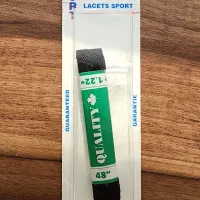 LACETS SPORT
GUARANTEED
GARANTIE
1.22"
QUALITY
48"